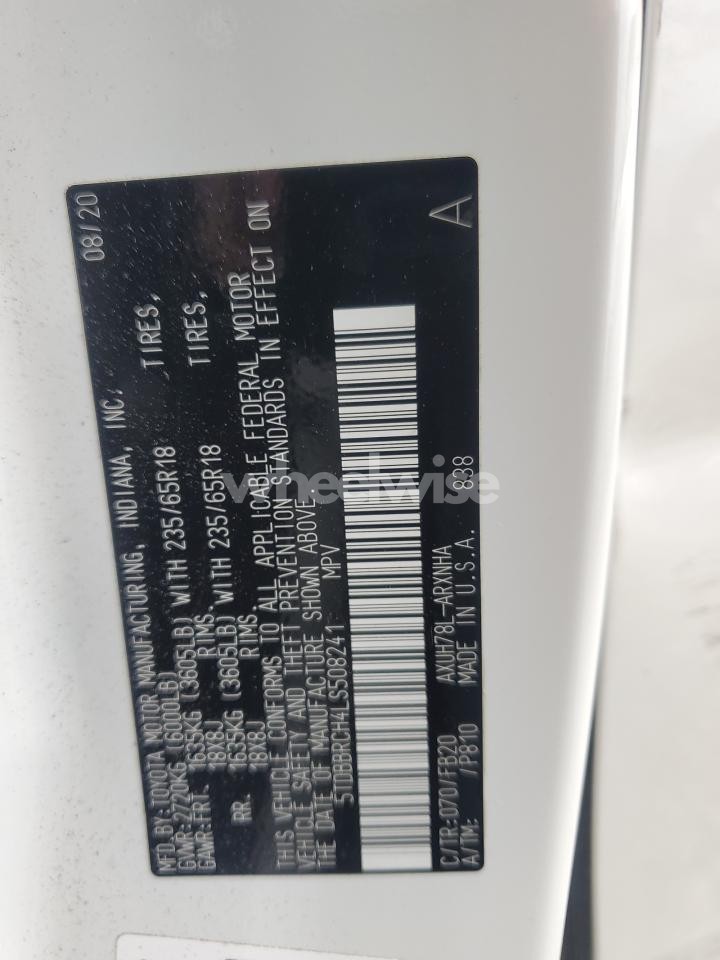 MFD. BY: TOYOTA MOTOR MANUFACTURING, INDIANA, INC. 08/20
GVWR: 2720KG (6000LB)
GAWR: FRT. 1635KG (3605LB) WITH 235/65R18 TIRES,
18X8J RIMS.
RR. 1635KG (3605LB) WITH 235/65R18 TIRES,
18X8J RIMS.
THIS VEHICLE CONFORMS TO ALL APPLICABLE FEDERAL MOTOR
VEHICLE SAFETY AND THEFT PREVENTION STANDARDS IN EFFECT ON
THE DATE OF MANUFACTURE SHOWN ABOVE.
5TDBBRCH4LS508241 MPV
C/TR: 070/FB20 AXUH78L-ARXNHA
A/TM: /P810 MADE IN U.S.A. 838 A
wheelwise